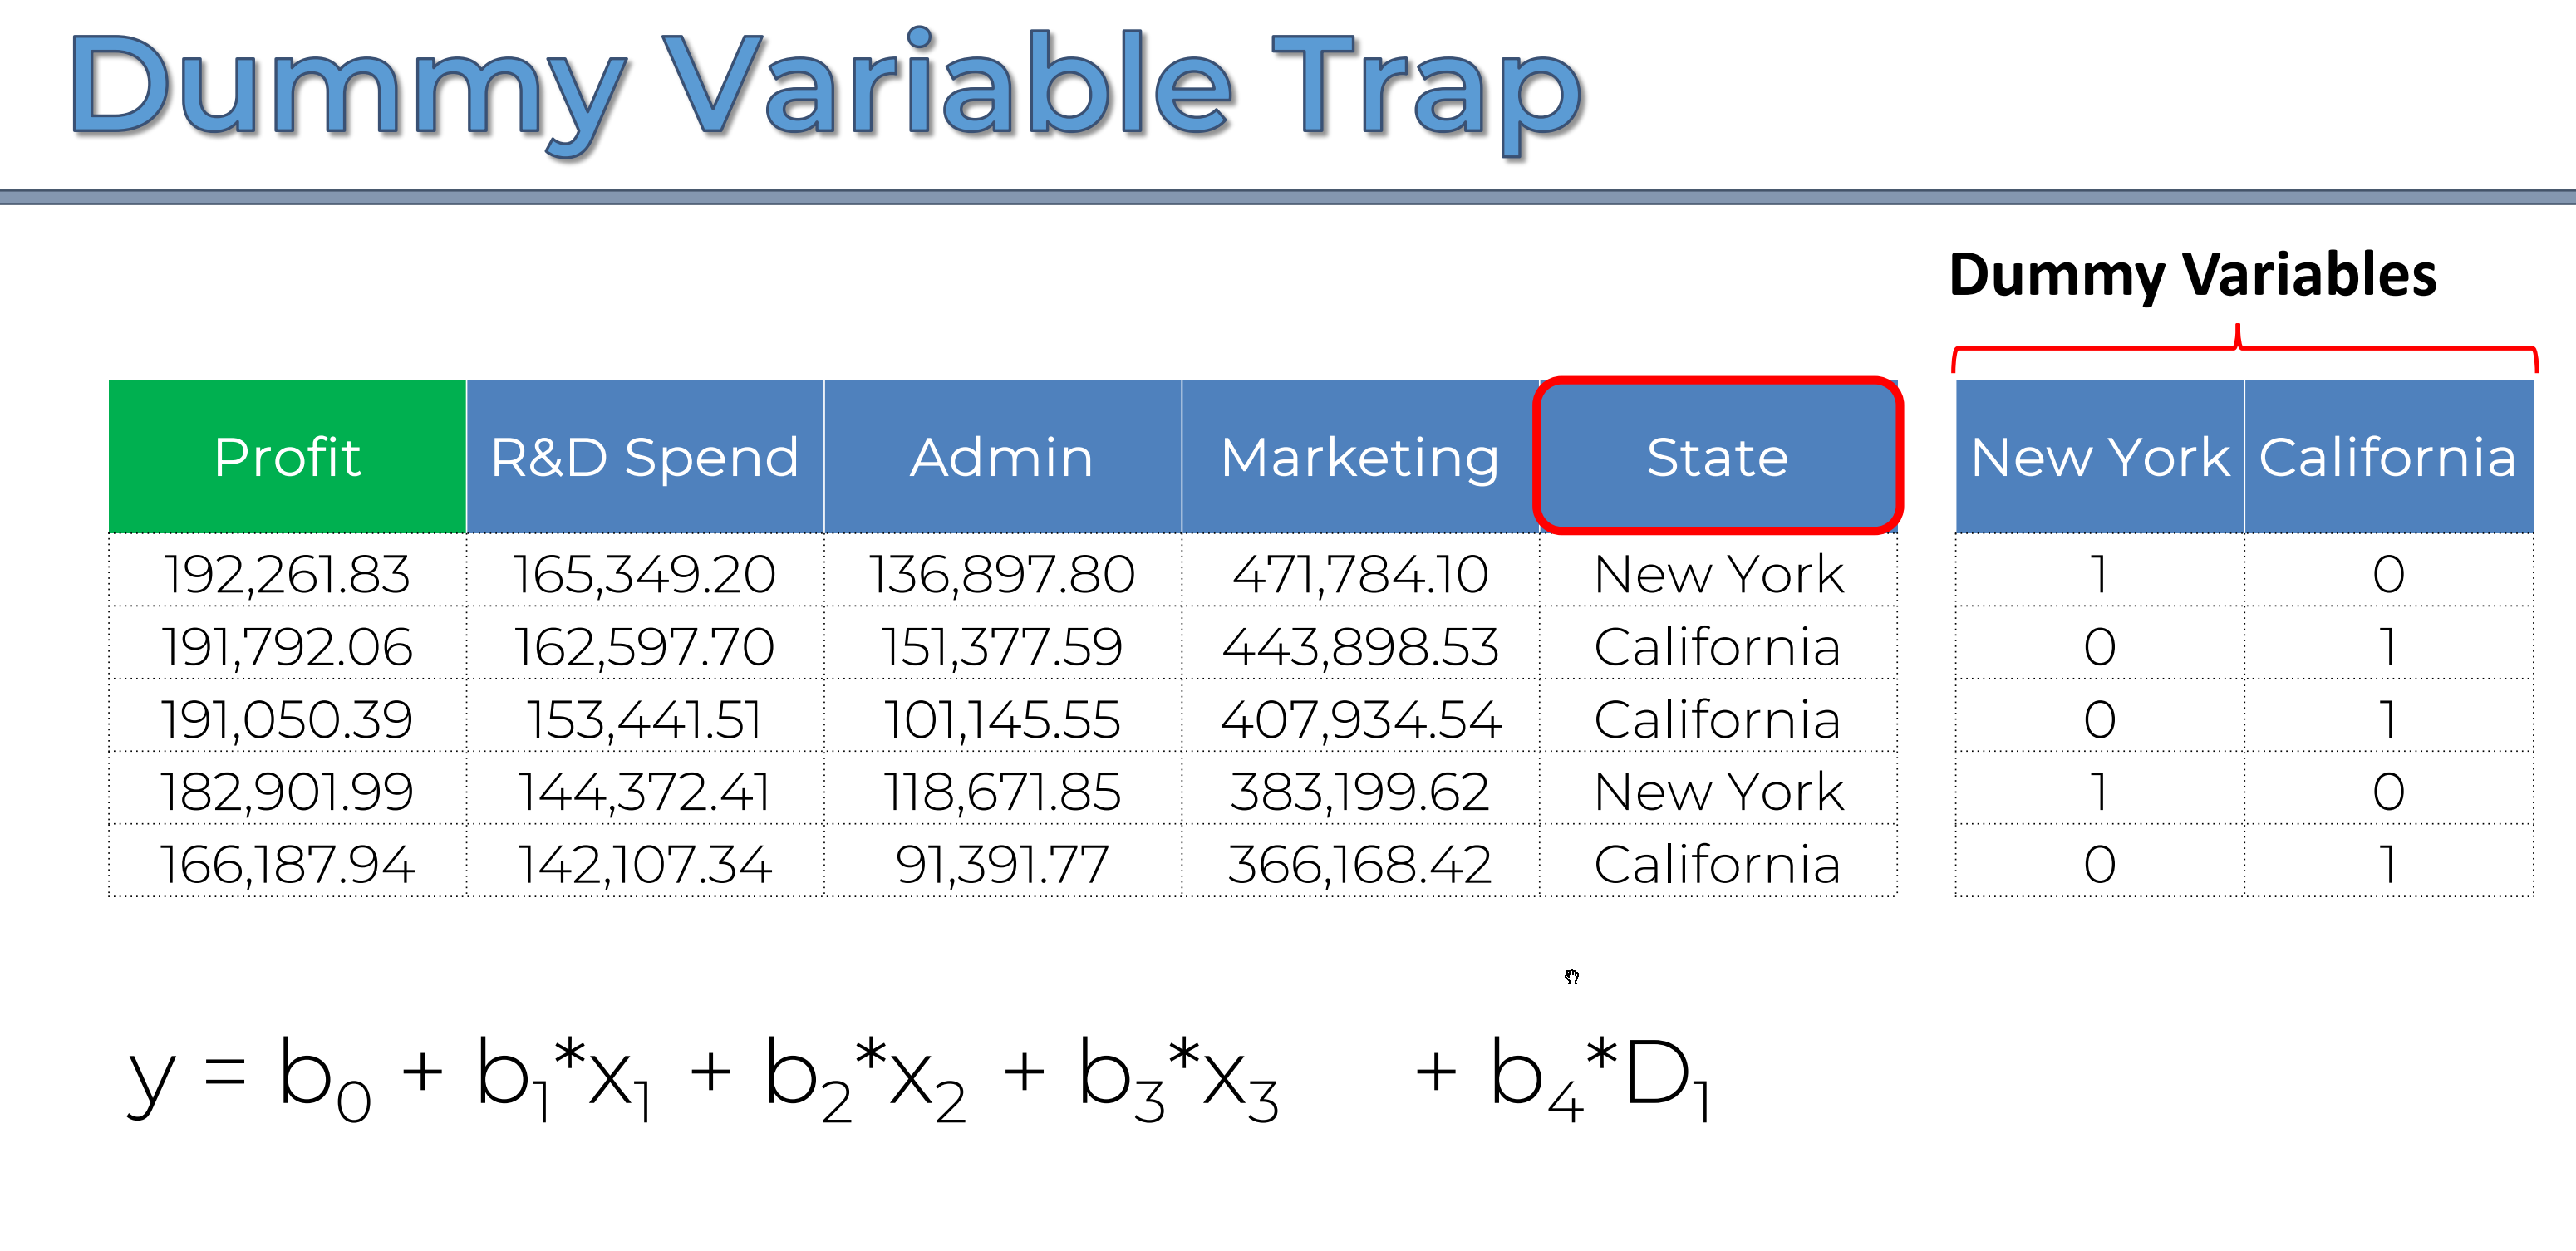 Dummy Variable Trap
Dummy Variables
Profit R&D Spend Admin Marketing State New York California
192,261.83 165,349.20 136,897.80 471,784.10 New York 1 0
191,792.06 162,597.70 151,377.59 443,898.53 California 0 1
191,050.39 153,441.51 101,145.55 407,934.54 California 0 1
182,901.99 144,372.41 118,671.85 383,199.62 New York 1 0
166,187.94 142,107.34 91,391.77 366,168.42 California 0 1
y = b₀ + b₁*x₁ + b₂*x₂ + b₃*x₃ + b₄*D₁